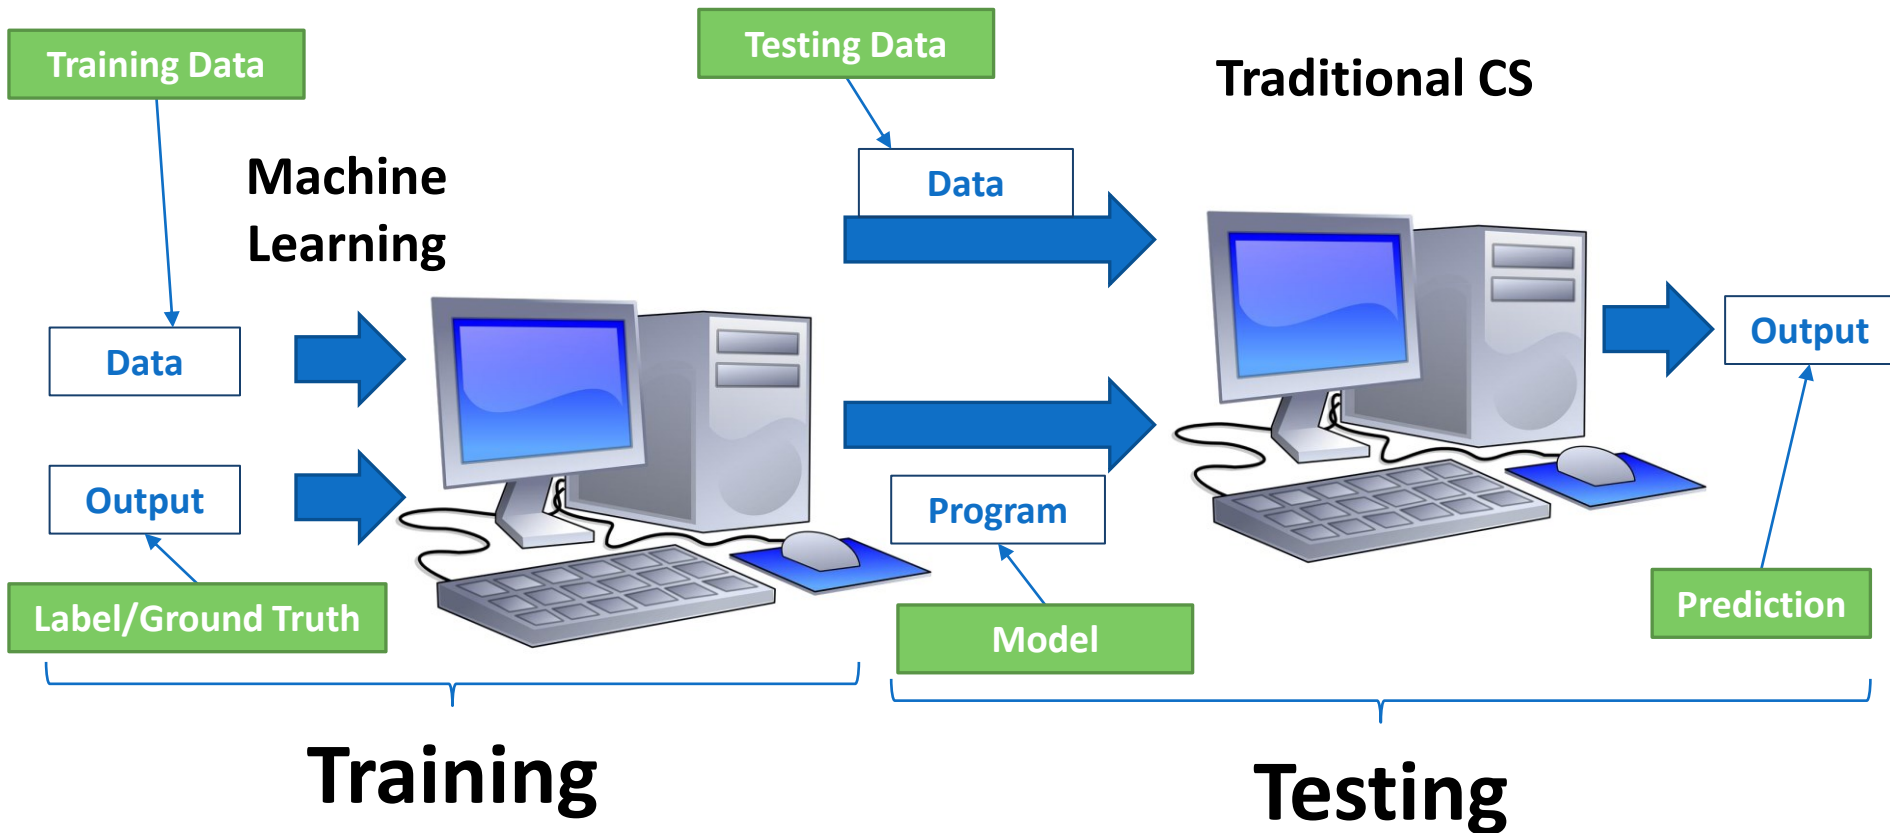 Training Data
Testing Data
Traditional CS
Machine
Learning
Data
Data
Output
Output
Program
Label/Ground Truth
Model
Prediction
Training
Testing